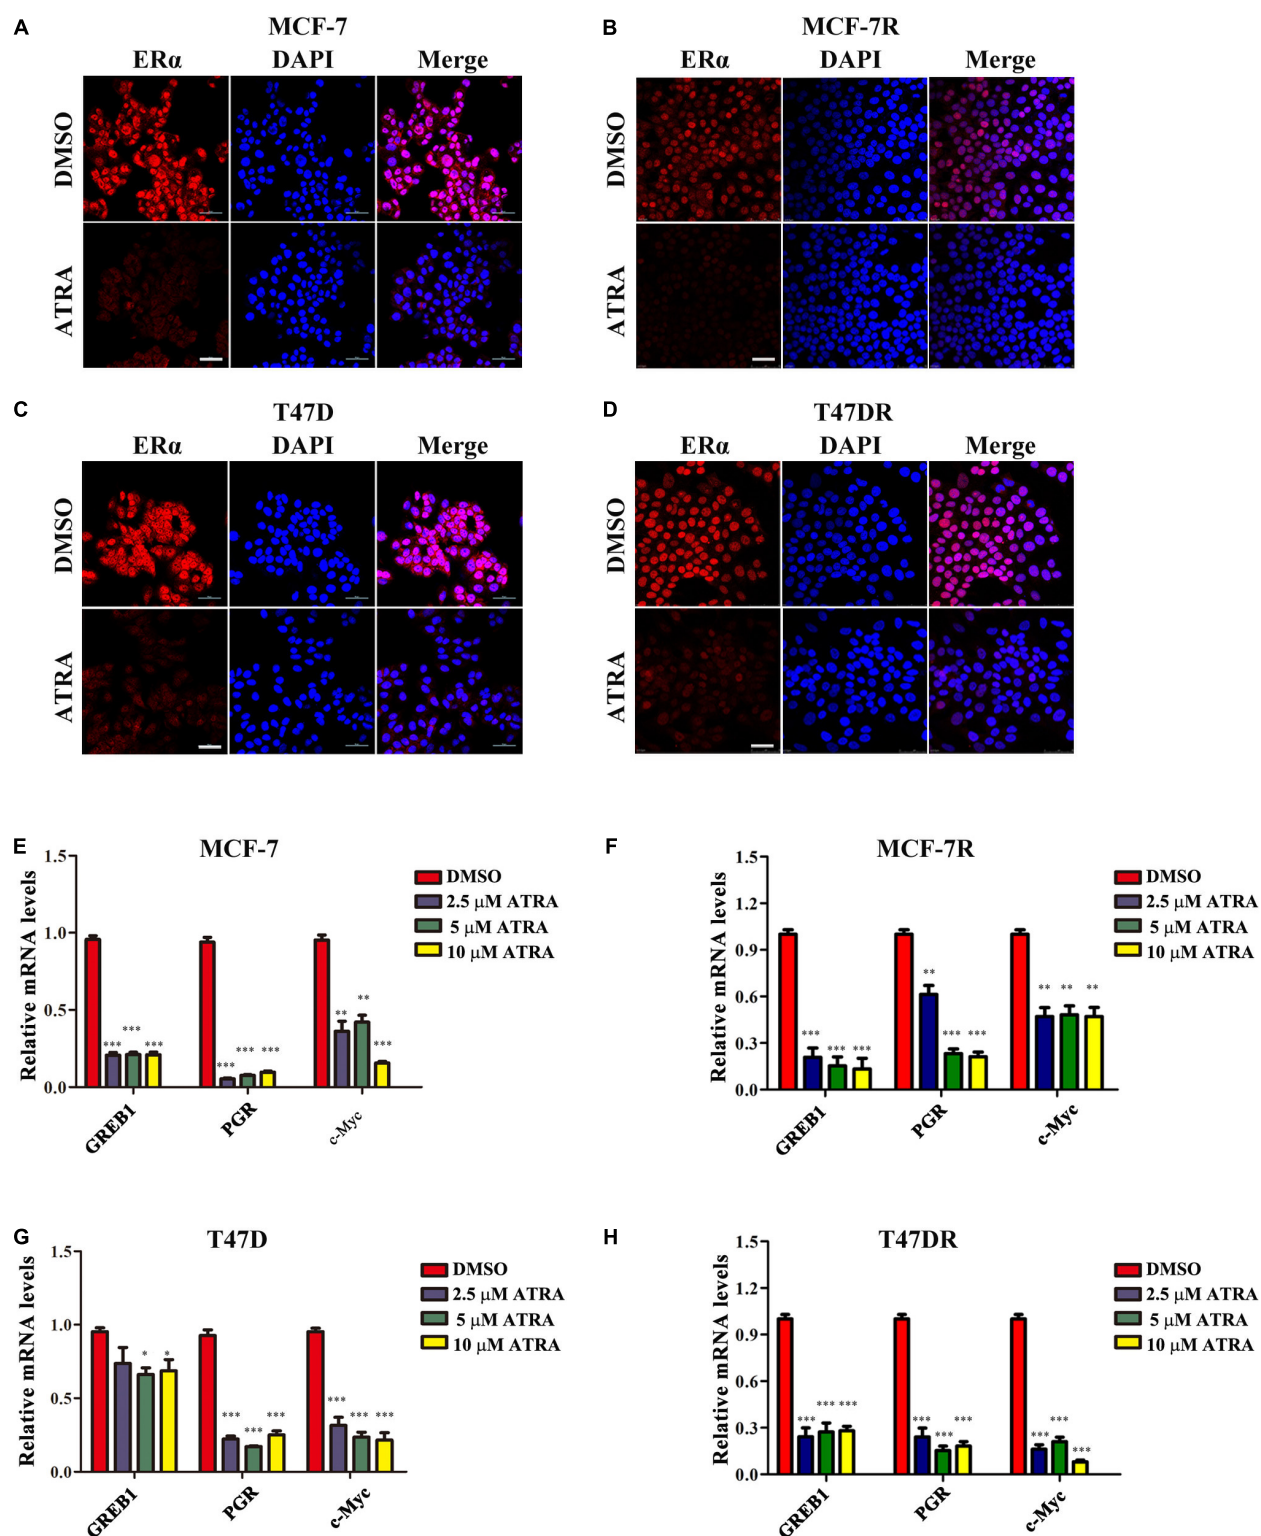 A
MCF-7
ERα DAPI Merge
DMSO
ATRA
B
MCF-7R
ERα DAPI Merge
DMSO
ATRA
C
T47D
ERα DAPI Merge
DMSO
ATRA
D
T47DR
ERα DAPI Merge
DMSO
ATRA
E
MCF-7
Relative mRNA levels
1.5
1.0
0.5
0.0
*** *** ***
*** *** ***
** ** ***
GREB1
PGR
c-Myc
DMSO
2.5 μM ATRA
5 μM ATRA
10 μM ATRA
F
MCF-7R
Relative mRNA levels
1.5
1.2
0.9
0.6
0.3
0.0
*** *** ***
** *** ***
** ** **
GREB1
PGR
c-Myc
DMSO
2.5 μM ATRA
5 μM ATRA
10 μM ATRA
G
T47D
Relative mRNA levels
1.5
1.0
0.5
0.0
* *
*** *** ***
*** *** ***
GREB1
PGR
c-Myc
DMSO
2.5 μM ATRA
5 μM ATRA
10 μM ATRA
H
T47DR
Relative mRNA levels
1.5
1.2
0.9
0.6
0.3
0.0
*** *** ***
*** *** ***
*** *** ***
GREB1
PGR
c-Myc
DMSO
2.5 μM ATRA
5 μM ATRA
10 μM ATRA